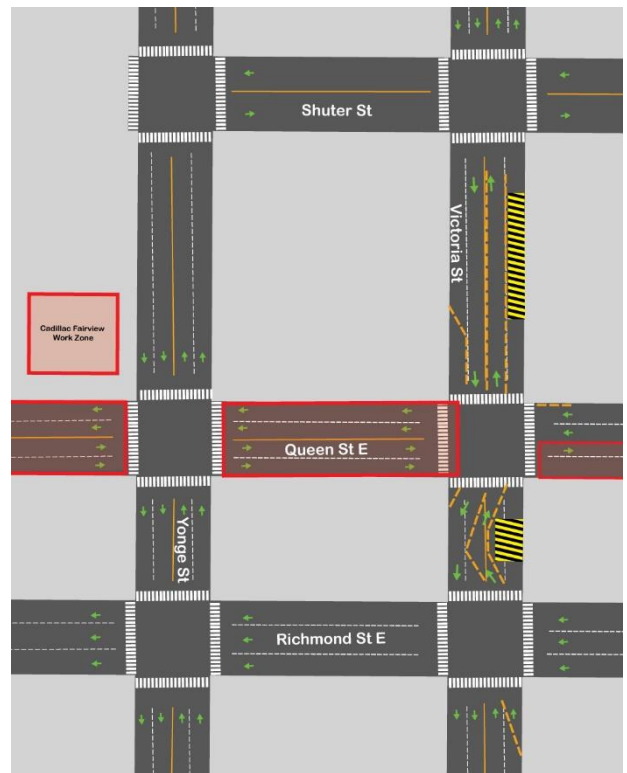 Shuter St
Victoria St
Cadillac Fairview
Work Zone
Queen St E
Yonge St
Richmond St E